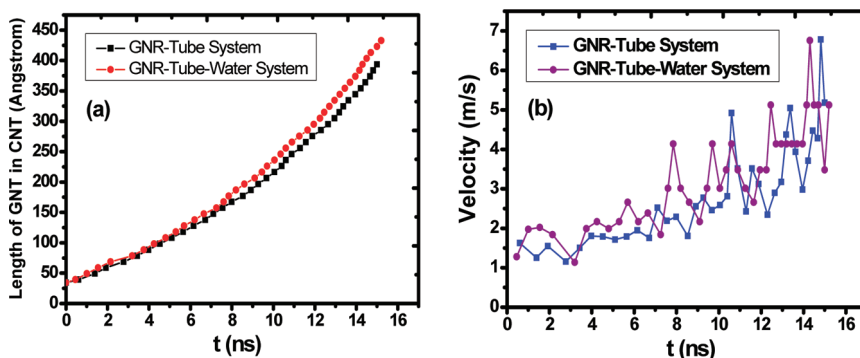 450
400
350
300
250
200
150
100
50
0
Length of GNT in CNT (Angstrom)
GNR-Tube System
GNR-Tube-Water System
(a)
0 2 4 6 8 10 12 14 16
t (ns)
7
6
5
4
3
2
1
0
Velocity (m/s)
GNR-Tube System
GNR-Tube-Water System
(b)
0 2 4 6 8 10 12 14 16
t (ns)